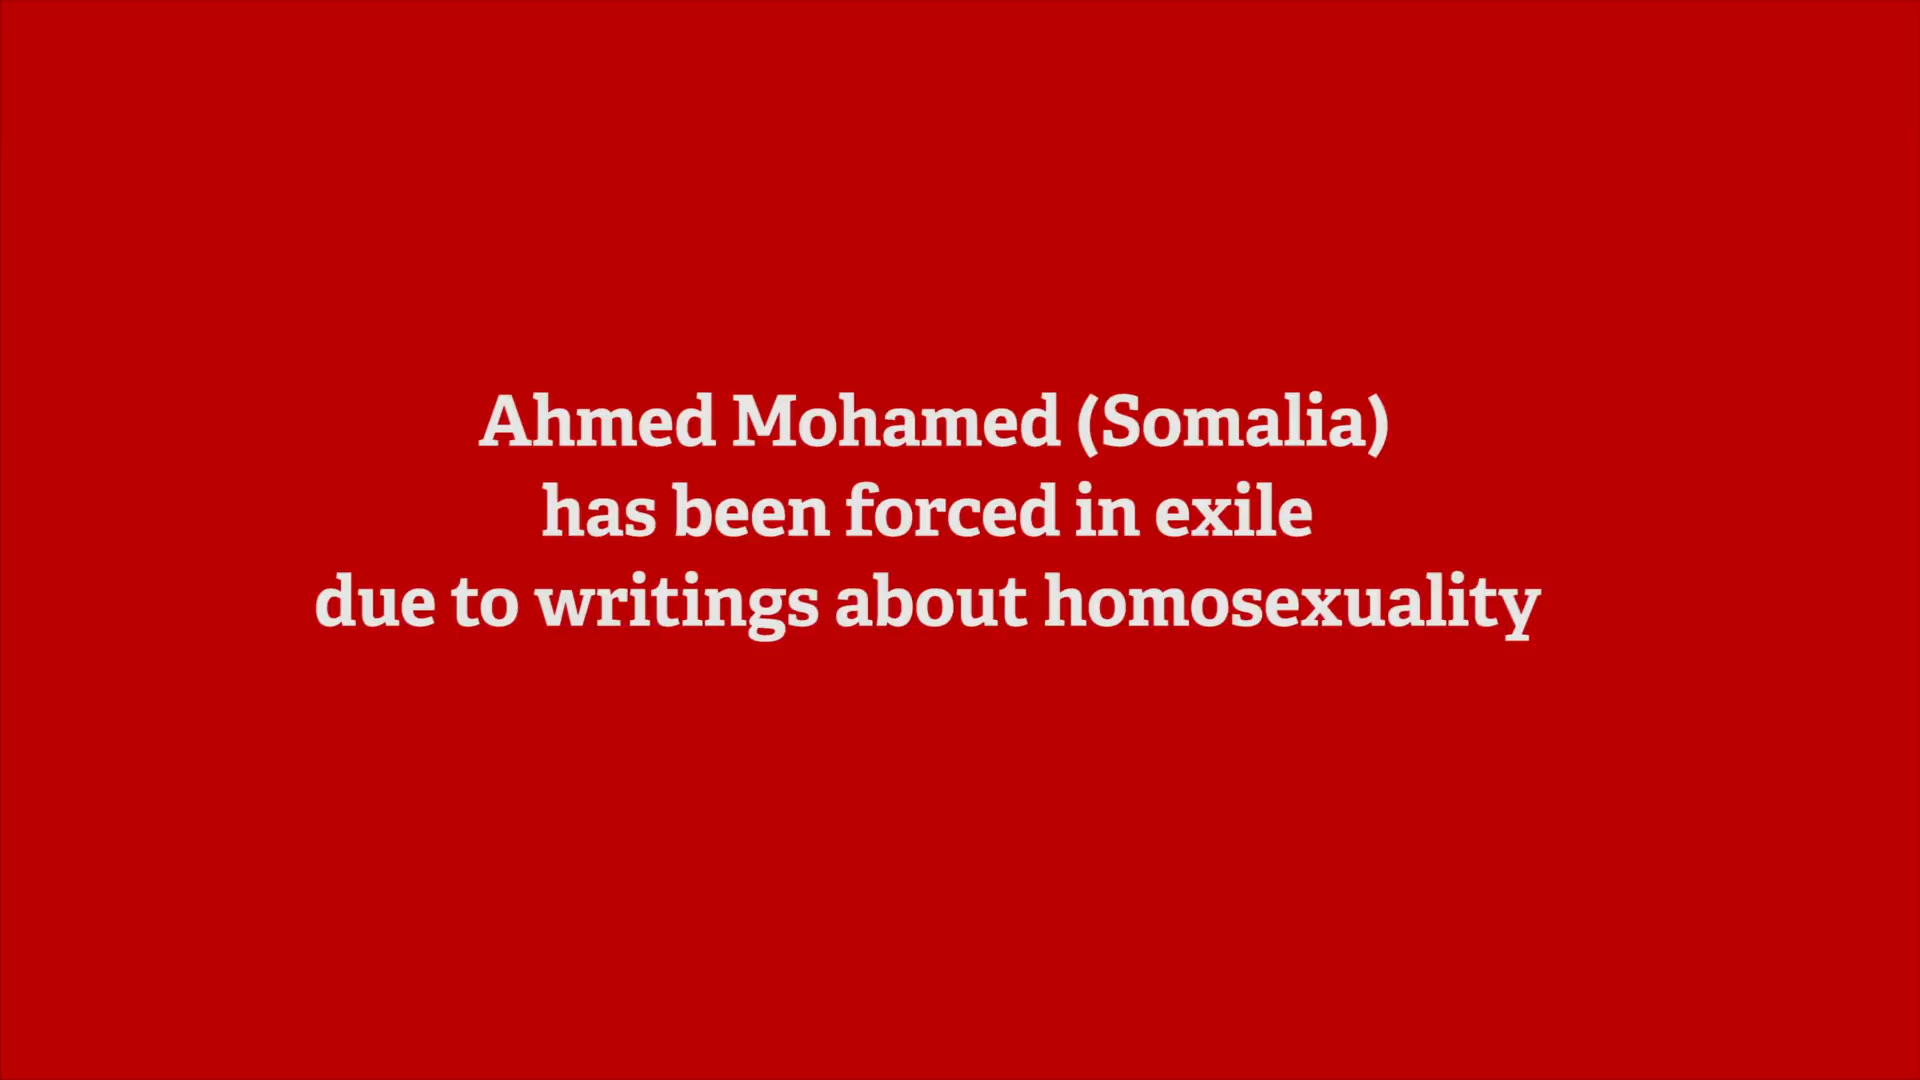 Ahmed Mohamed (Somalia)
has been forced in exile
due to writings about homosexuality